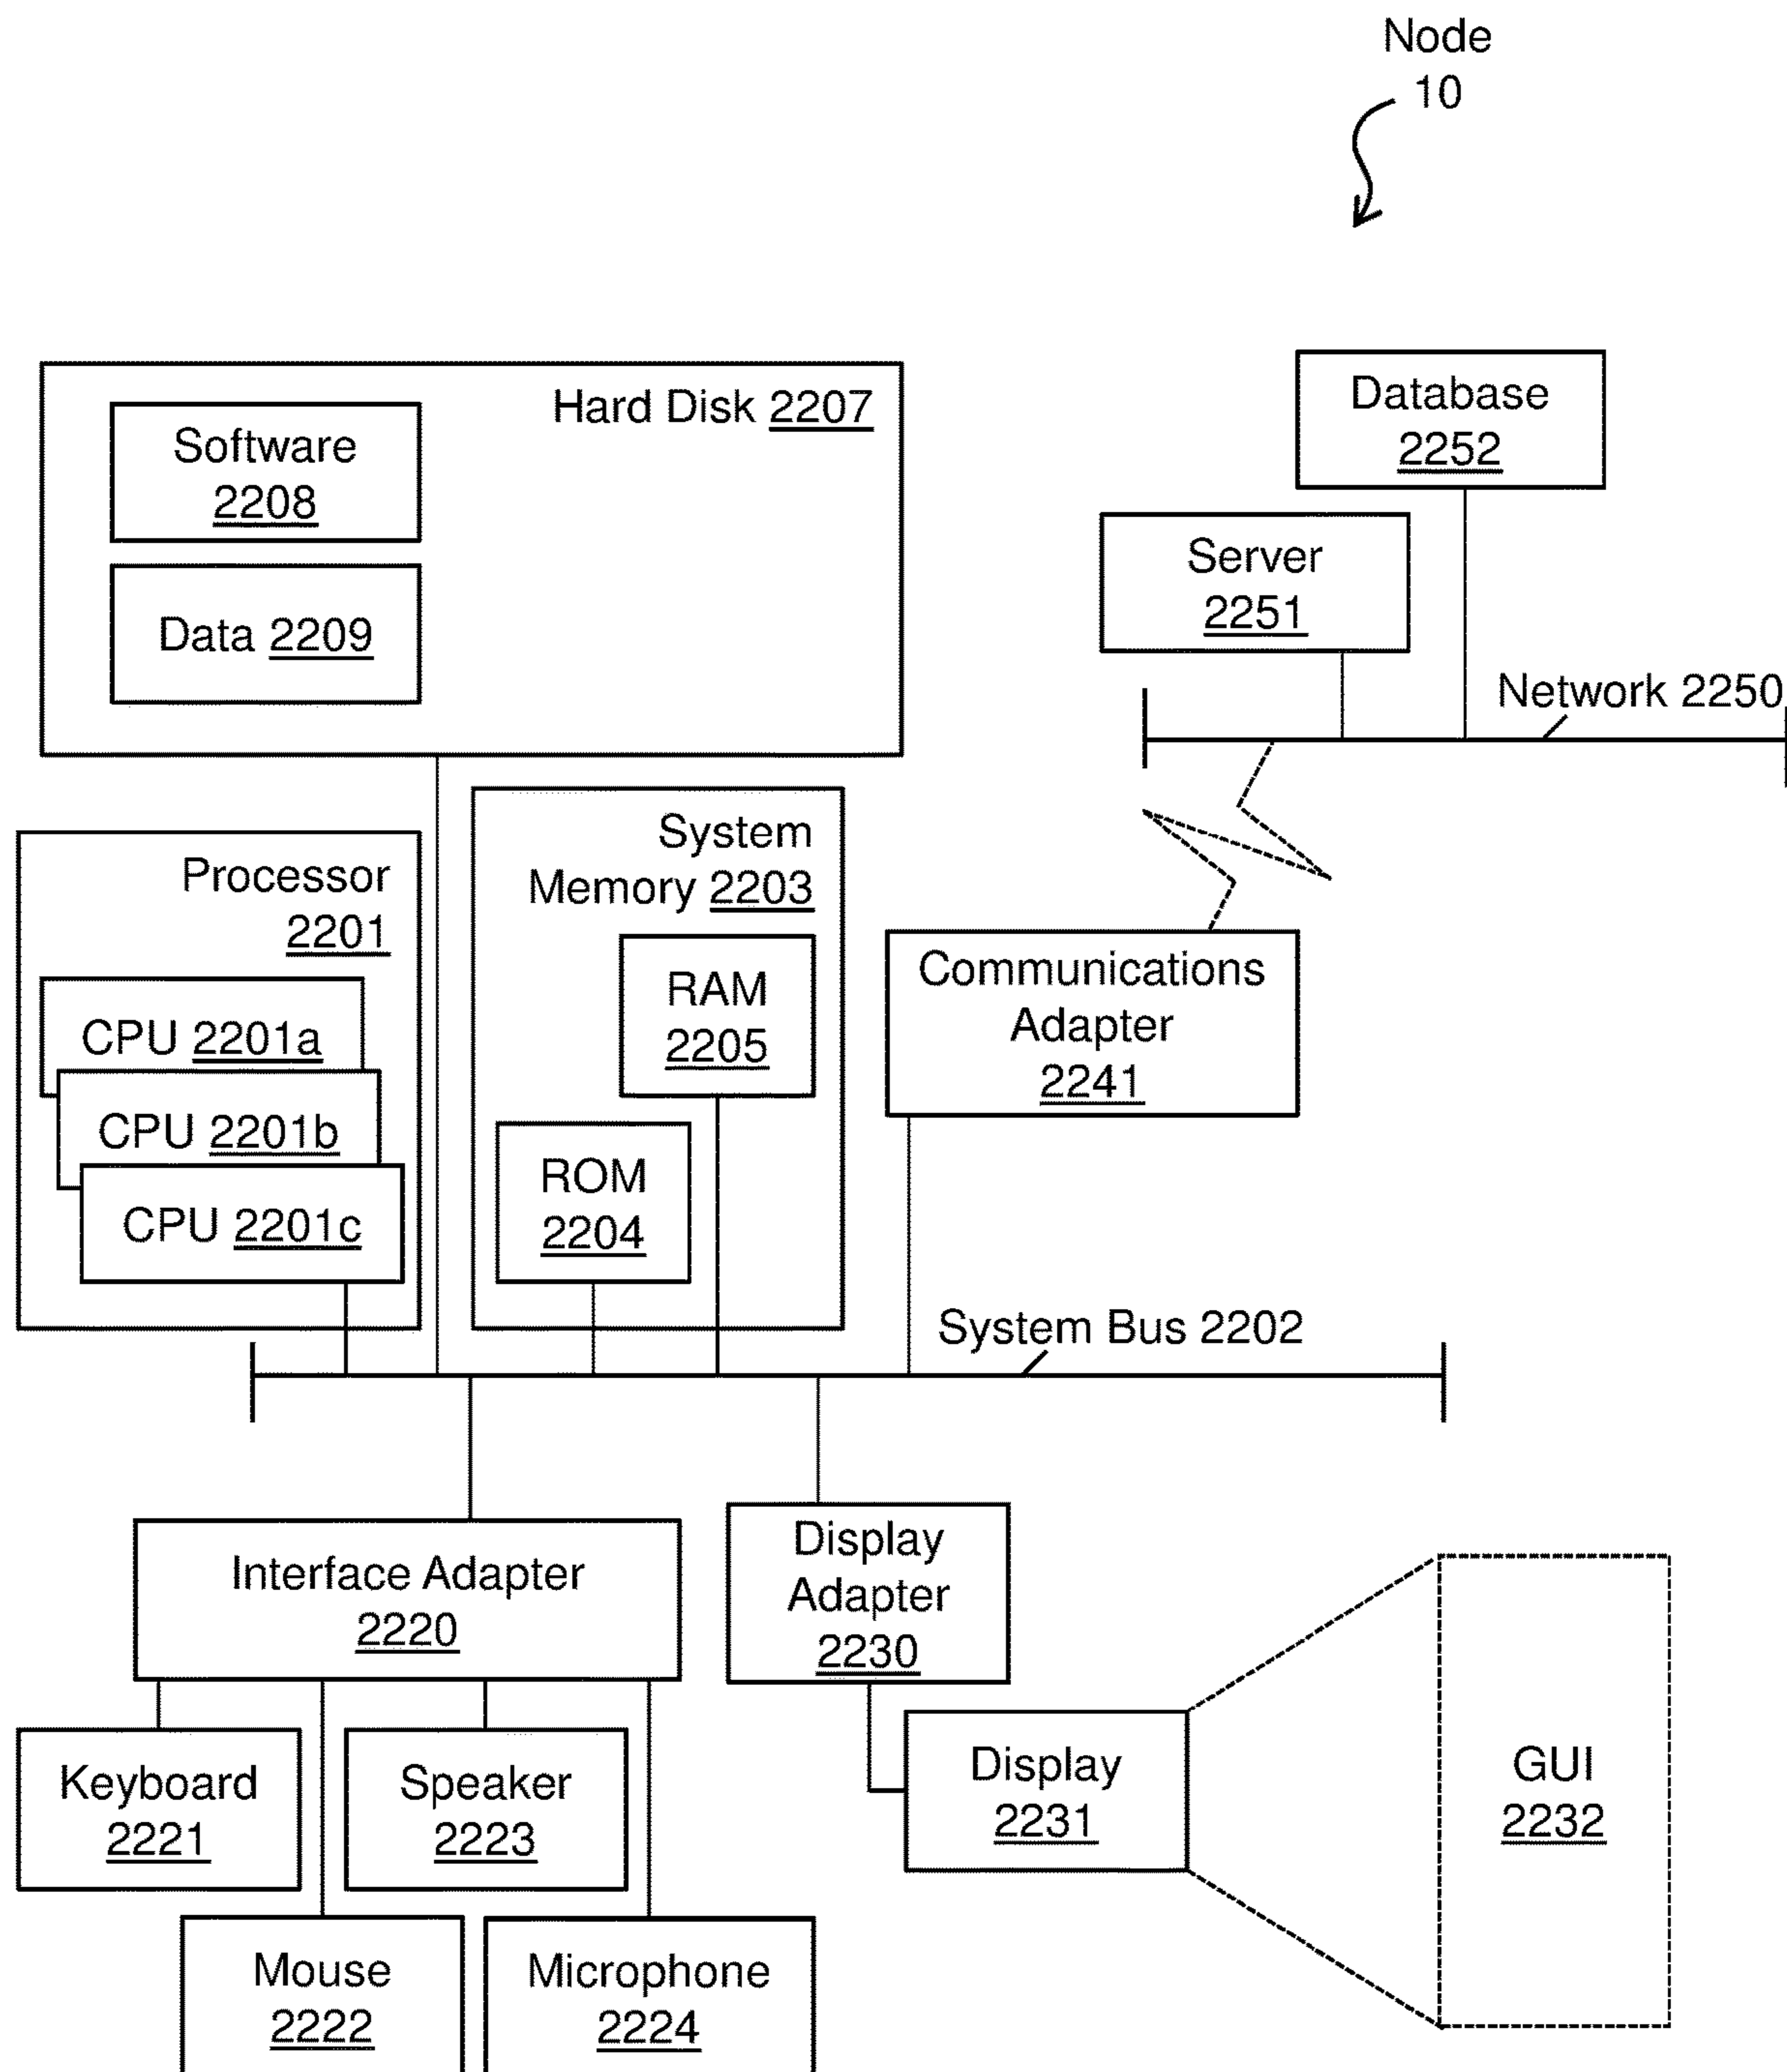 Node
10
Hard Disk 2207
Software
2208
Data 2209
Database
2252
Server
2251
Network 2250
Processor
2201
CPU 2201a
CPU 2201b
CPU 2201c
System
Memory 2203
RAM
2205
ROM
2204
Communications
Adapter
2241
System Bus 2202
Interface Adapter
2220
Display
Adapter
2230
Keyboard
2221
Speaker
2223
Display
2231
GUI
2232
Mouse
2222
Microphone
2224